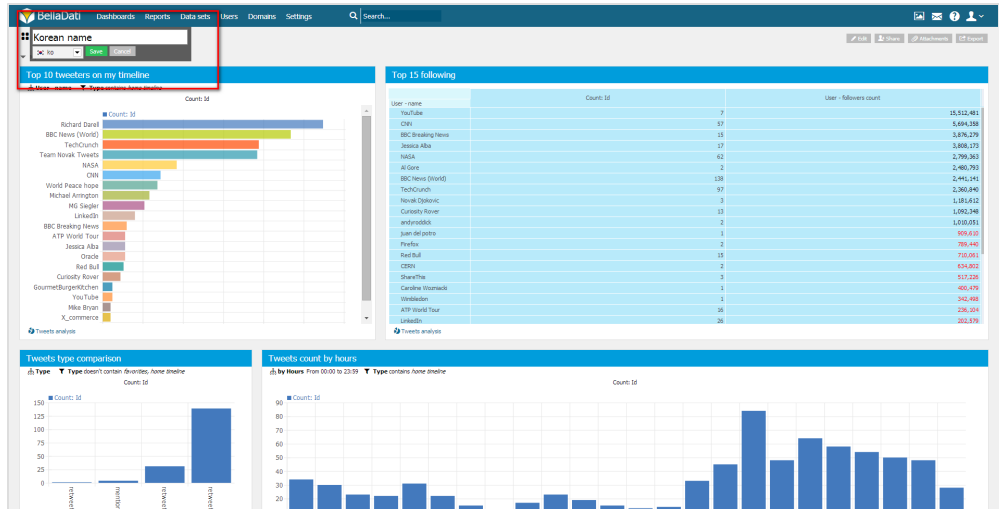 BellaDati Dashboards Reports Data sets Users Domains Settings Search...
Korean name
ko Save Cancel
Edit Share Attachments Export
Top 10 tweeters on my timeline
User - name Type contains home timeline
Count: Id
Count: Id
Richard Darell
BBC News (World)
TechCrunch
Team Novak Tweets
NASA
CNN
World Peace hope
Michael Arrington
MG Siegler
LinkedIn
BBC Breaking News
ATP World Tour
Jessica Alba
Oracle
Red Bull
Curiosity Rover
GourmetBurgerKitchen
YouTube
Mike Bryan
X_commerce
Tweets analysis
Top 15 following
User - name Count: Id User - followers count
YouTube 7 15,512,481
CNN 57 5,694,358
BBC Breaking News 15 3,876,279
Jessica Alba 17 3,808,173
NASA 62 2,799,363
Al Gore 2 2,480,793
BBC News (World) 138 2,441,141
TechCrunch 97 2,360,840
Novak Djokovic 3 1,181,612
Curiosity Rover 13 1,092,348
andyroddick 2 1,010,051
juan del potro 1 909,610
Firefox 2 789,440
Red Bull 15 710,061
CERN 2 634,802
ShareThis 3 517,226
Caroline Wozniacki 1 400,479
Wimbledon 1 342,498
ATP World Tour 16 236,104
LinkedIn 26 202,579
Tweets analysis
Tweets type comparison
Type Type doesn't contain favorites, home timeline
Count: Id
Count: Id
150
125
100
75
50
25
0
retweet
mention
retweet
retweet
Tweets count by hours
by Hours From 00:00 to 23:59 Type contains home timeline
Count: Id
Count: Id
90
80
70
60
50
40
30
20